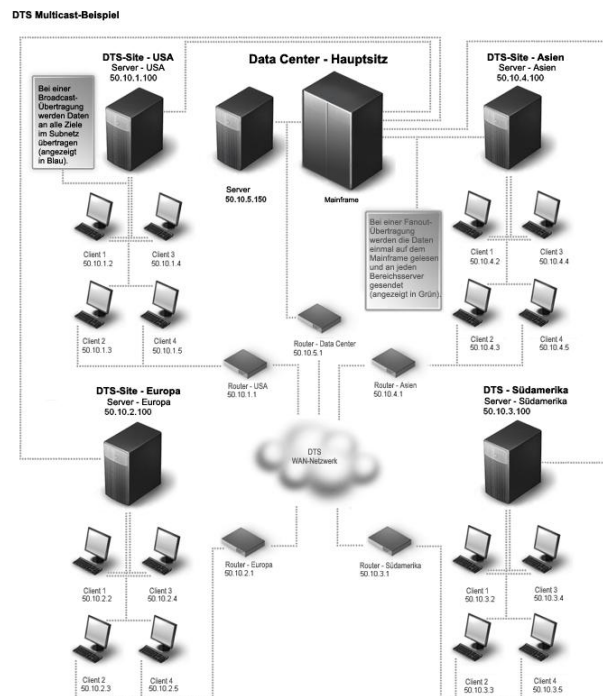 DTS Multicast-Beispiel
DTS-Site - USA
Server - USA
50.10.1.100
Data Center - Hauptsitz
DTS-Site - Asien
Server - Asien
50.10.4.100
Bei einer
Broadcast-
Übertragung
werden Daten
an alle Ziele
im Subnetz
übertragen
(angezeigt
in Blau).
Server
50.10.5.150
Mainframe
Bei einer Fanout-
Übertragung
werden die Daten
einmal auf dem
Mainframe gelesen
und an jeden
Bereichsserver
gesendet
(angezeigt in Grün).
Client 1
50.10.1.2
Client 3
50.10.1.4
Client 1
50.10.4.2
Client 3
50.10.4.4
Client 2
50.10.1.3
Client 4
50.10.1.5
Client 2
50.10.4.3
Client 4
50.10.4.5
Router - Data Center
50.10.5.1
Router - USA
50.10.1.1
Router - Asien
50.10.4.1
DTS-Site - Europa
Server - Europa
50.10.2.100
DTS - Südamerika
Server - Südamerika
50.10.3.100
DTS
WAN-Netzwerk
Router - Europa
50.10.2.1
Router - Südamerika
50.10.3.1
Client 1
50.10.2.2
Client 3
50.10.2.4
Client 1
50.10.3.2
Client 3
50.10.3.4
Client 2
50.10.2.3
Client 4
50.10.2.5
Client 2
50.10.3.3
Client 4
50.10.3.5